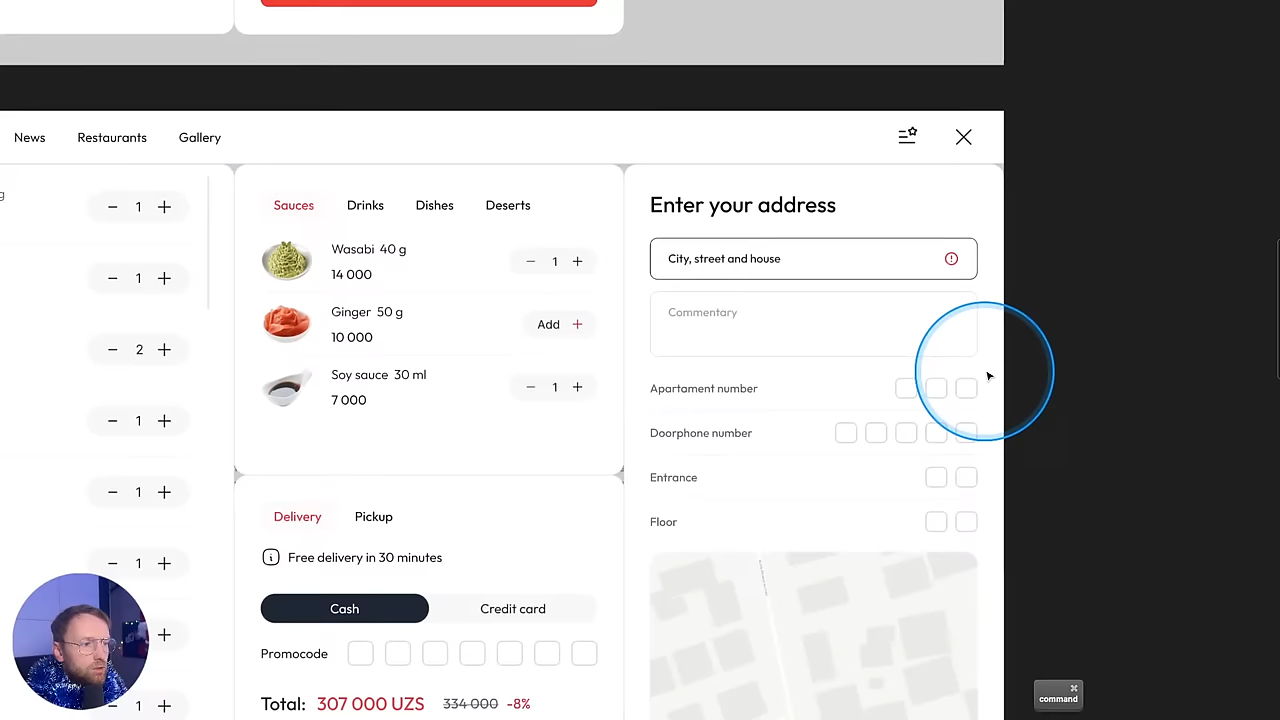 News Restaurants Gallery
g
1
1
2
1
1
1
1
Sauces Drinks Dishes Deserts
Wasabi 40 g
14 000
1
Ginger 50 g
10 000
Add
Soy sauce 30 ml
7 000
1
Delivery Pickup
Free delivery in 30 minutes
Cash Credit card
Promocode
Total: 307 000 UZS 334 000 -8%
Enter your address
City, street and house
Commentary
Apartament number
Doorphone number
Entrance
Floor
command